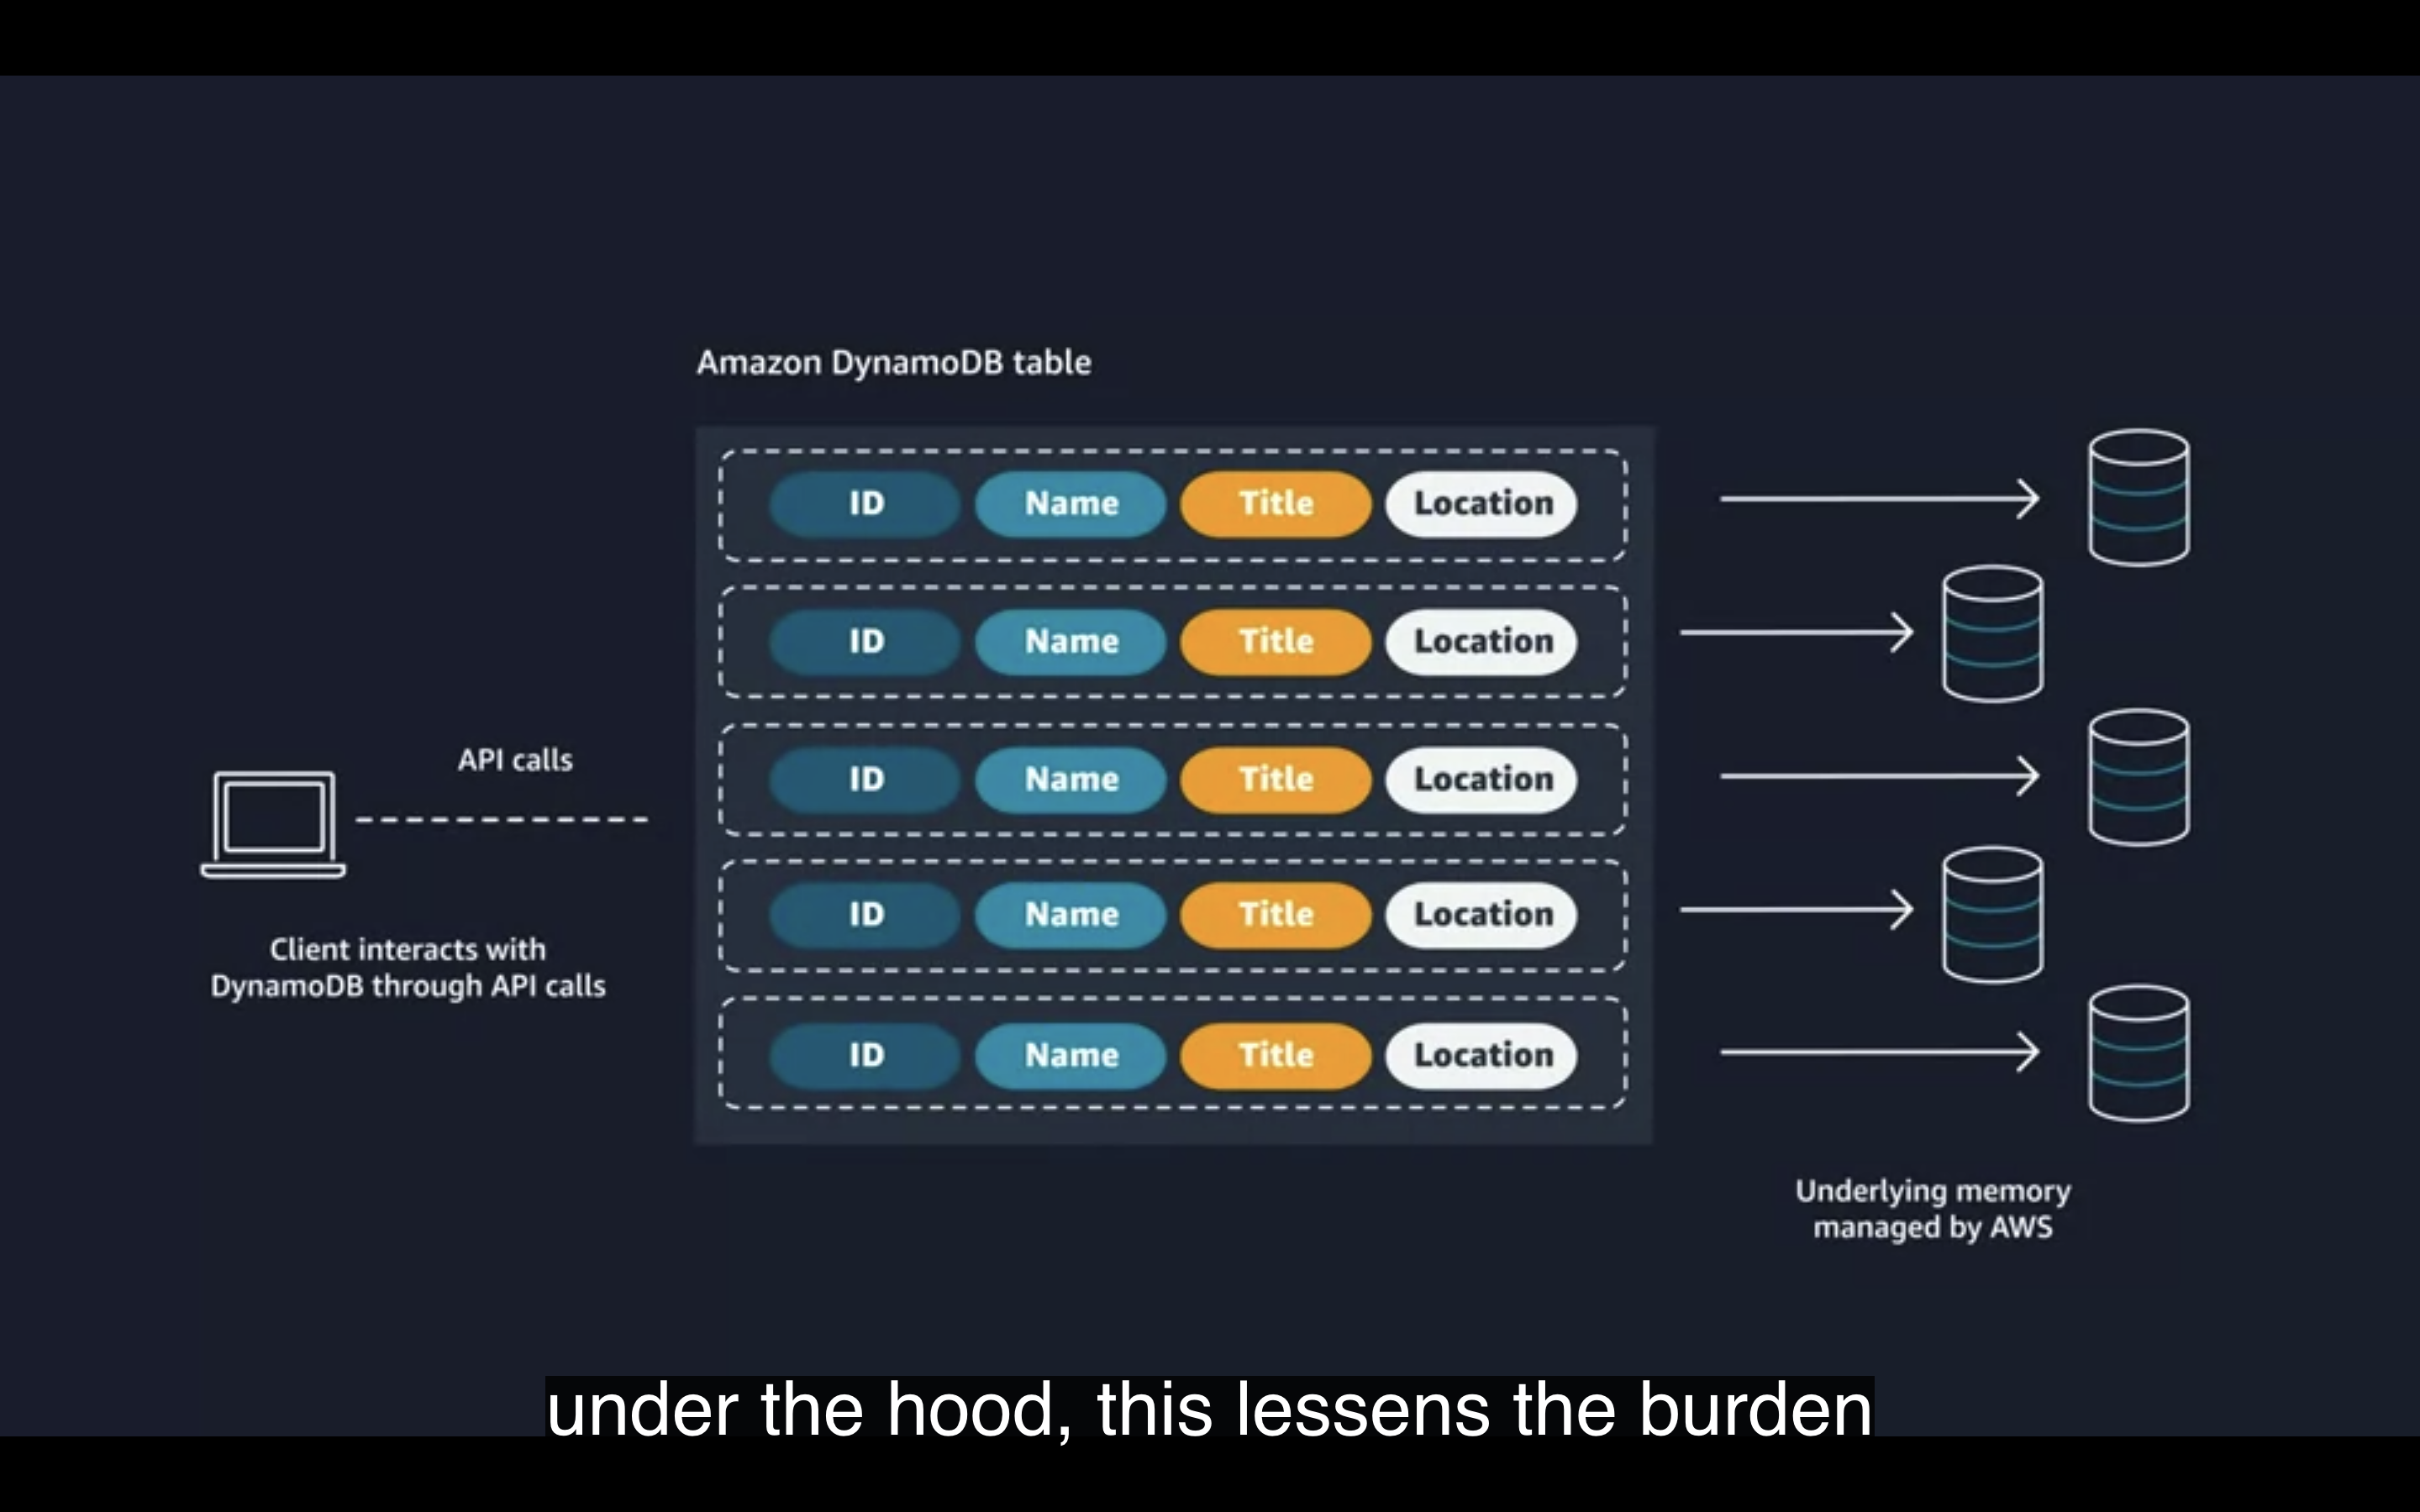 Amazon DynamoDB table
ID Name Title Location
ID Name Title Location
API calls
ID Name Title Location
ID Name Title Location
Client interacts with
DynamoDB through API calls
ID Name Title Location
Underlying memory
managed by AWS
under the hood, this lessens the burden